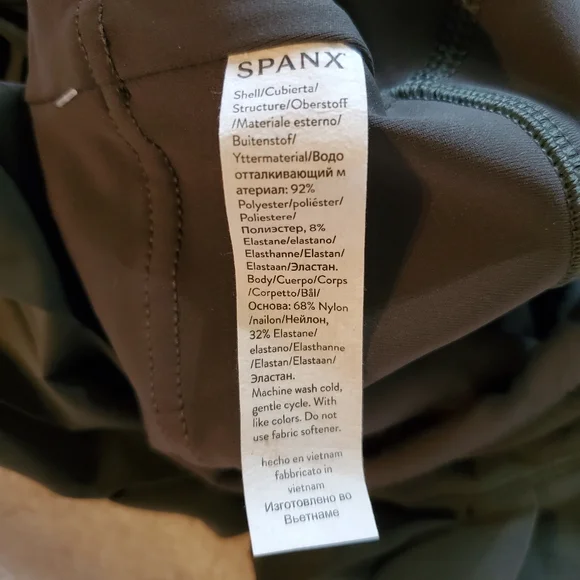 SPANX
Shell/Cubierta/
Structure/Oberstoff
/Materiale esterno/
Buitenstof/
Yttermaterial/Водо
отталкивающий м
атериал: 92%
Polyester/poliéster/
Poliestere/
Полиэстер, 8%
Elastane/elastano/
Elasthanne/Elastan/
Elastaan/Эластан.
Body/Cuerpo/Corps
/Corpetto/Bål/
Основа: 68% Nylon
/nailon/Нейлон,
32% Elastane/
elastano/Elasthanne
/Elastan/Elastaan/
Эластан.
Machine wash cold,
gentle cycle. With
like colors. Do not
use fabric softener.
hecho en vietnam
fabbricato in
vietnam
Изготовлено во
Вьетнаме